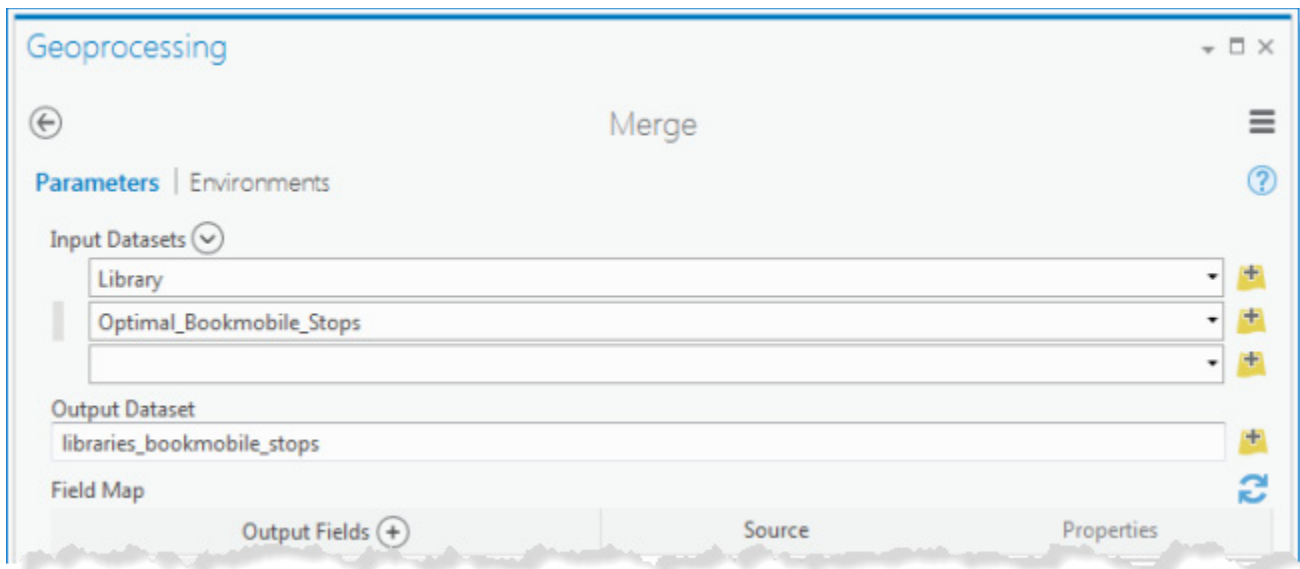 Geoprocessing
Merge
Parameters | Environments
Input Datasets
Library
Optimal_Bookmobile_Stops
Output Dataset
libraries_bookmobile_stops
Field Map
Output Fields Source Properties